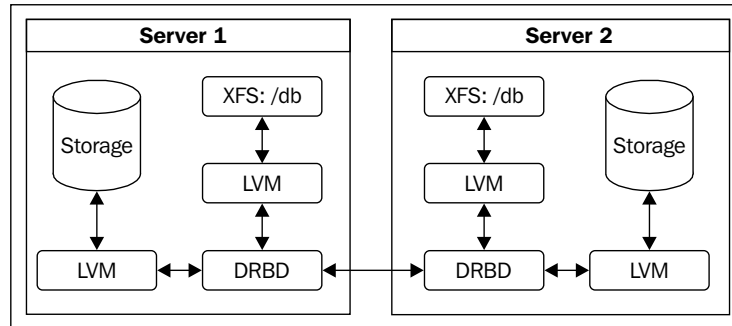 Server 1
Server 2
XFS: /db
XFS: /db
Storage
Storage
LVM
LVM
LVM
DRBD
DRBD
LVM